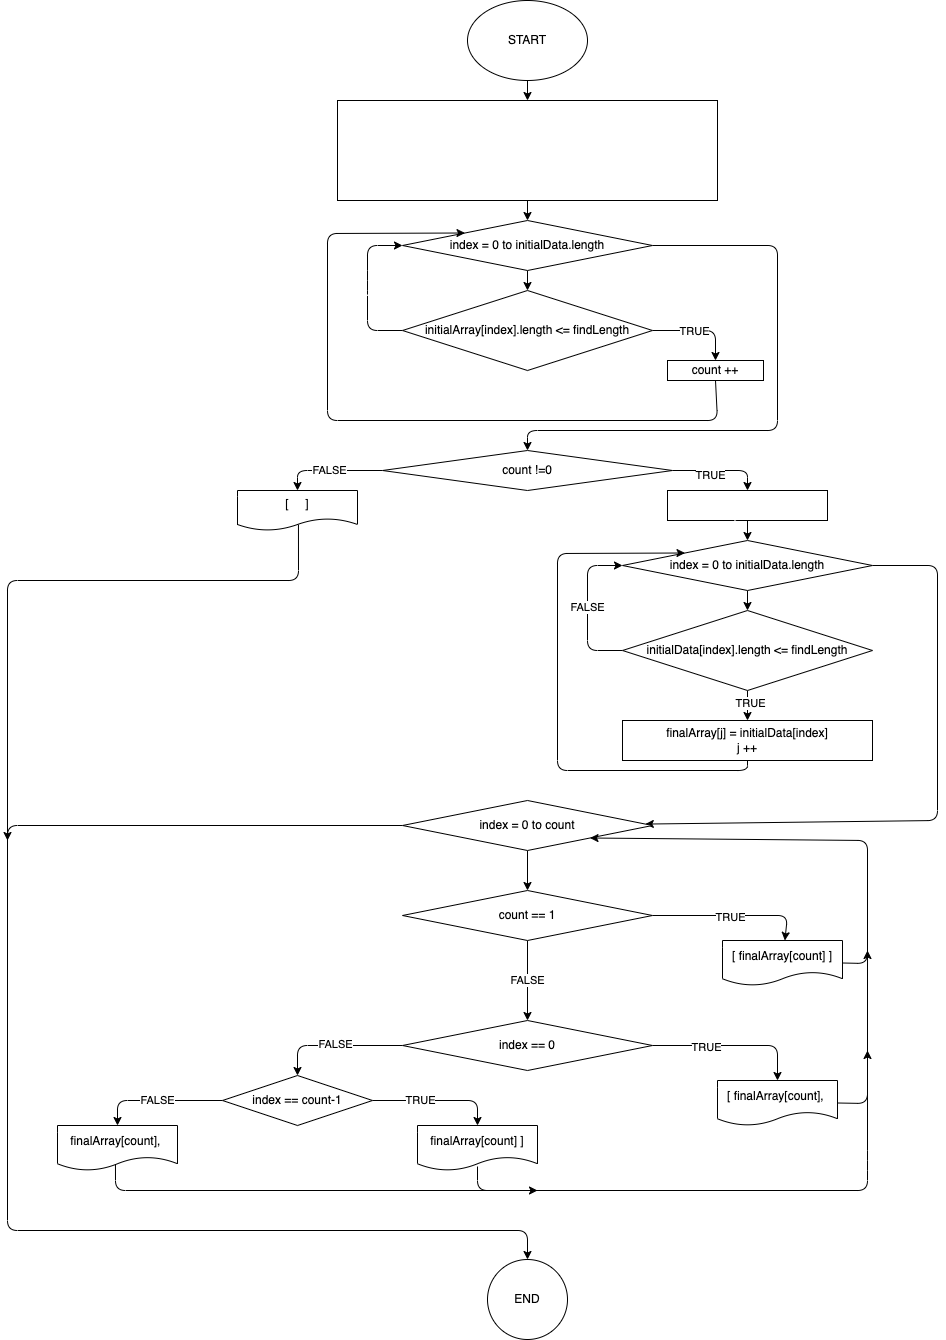 START
index = 0 to initialData.length
initialArray[index].length <= findLength
TRUE
count ++
count !=0
FALSE
TRUE
[ ]
index = 0 to initialData.length
FALSE
initialData[index].length <= findLength
TRUE
finalArray[j] = initialData[index]
j ++
index = 0 to count
count == 1
TRUE
[ finalArray[count] ]
FALSE
index == 0
FALSE
TRUE
[ finalArray[count],
index == count-1
FALSE
TRUE
finalArray[count],
finalArray[count] ]
END